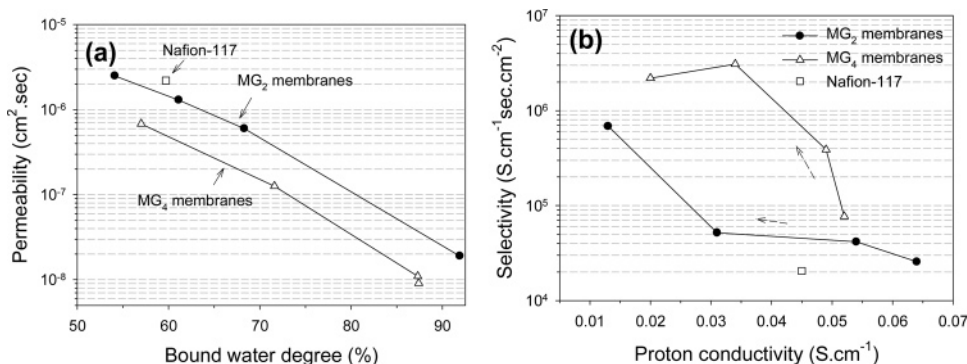 (a)
Nafion-117
MG₂ membranes
MG₄ membranes
Permeability (cm².sec)
10⁻⁵
10⁻⁶
10⁻⁷
10⁻⁸
50 60 70 80 90
Bound water degree (%)
(b)
MG₂ membranes
MG₄ membranes
Nafion-117
Selectivity (S.cm⁻¹sec.cm⁻²)
10⁷
10⁶
10⁵
10⁴
0.01 0.02 0.03 0.04 0.05 0.06 0.07
Proton conductivity (S.cm⁻¹)